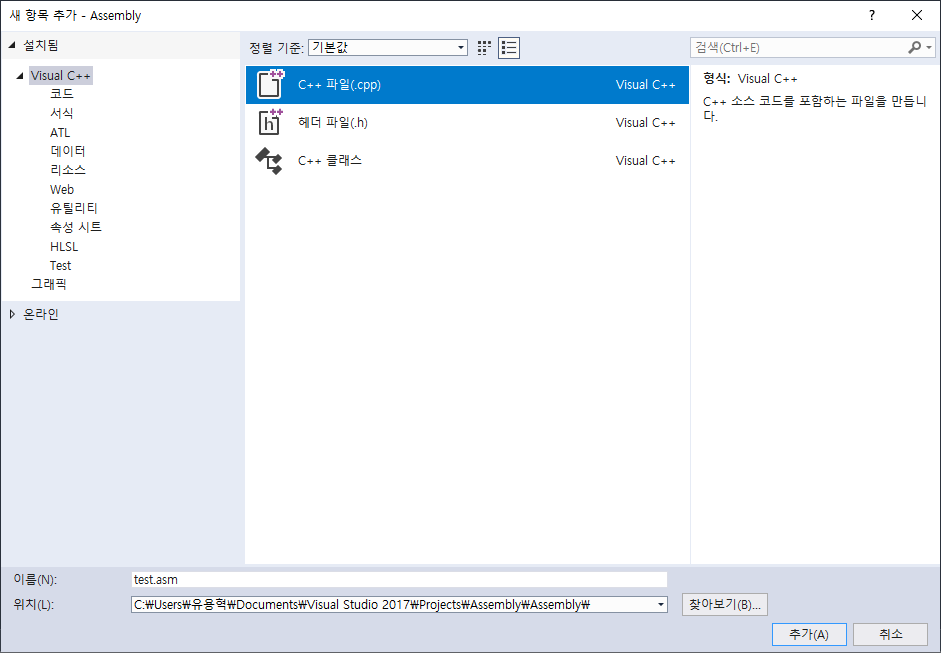 새 항목 추가 - Assembly
?
설치됨
정렬 기준:
기본값
검색(Ctrl+E)
Visual C++
코드
서식
ATL
데이터
리소스
Web
유틸리티
속성 시트
HLSL
Test
그래픽
온라인
C++ 파일(.cpp) Visual C++
헤더 파일(.h) Visual C++
C++ 클래스 Visual C++
형식: Visual C++
C++ 소스 코드를 포함하는 파일을 만듭니
다.
이름(N): test.asm
위치(L): C:₩Users₩유용혁₩Documents₩Visual Studio 2017₩Projects₩Assembly₩Assembly₩
찾아보기(B)...
추가(A)
취소